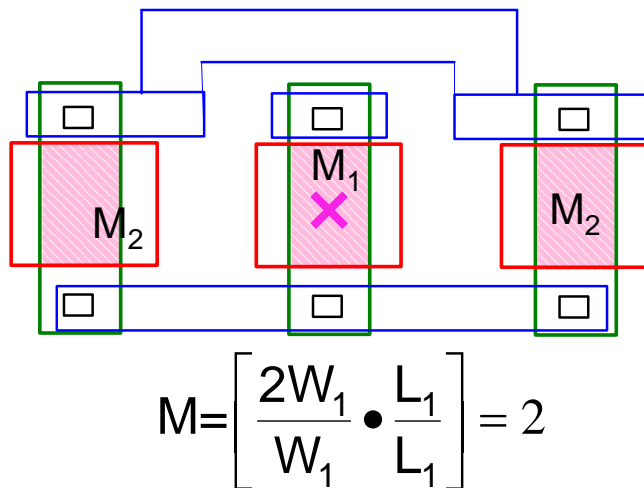 M₁
M₂ M₂
M=[2W₁/W₁ • L₁/L₁] = 2